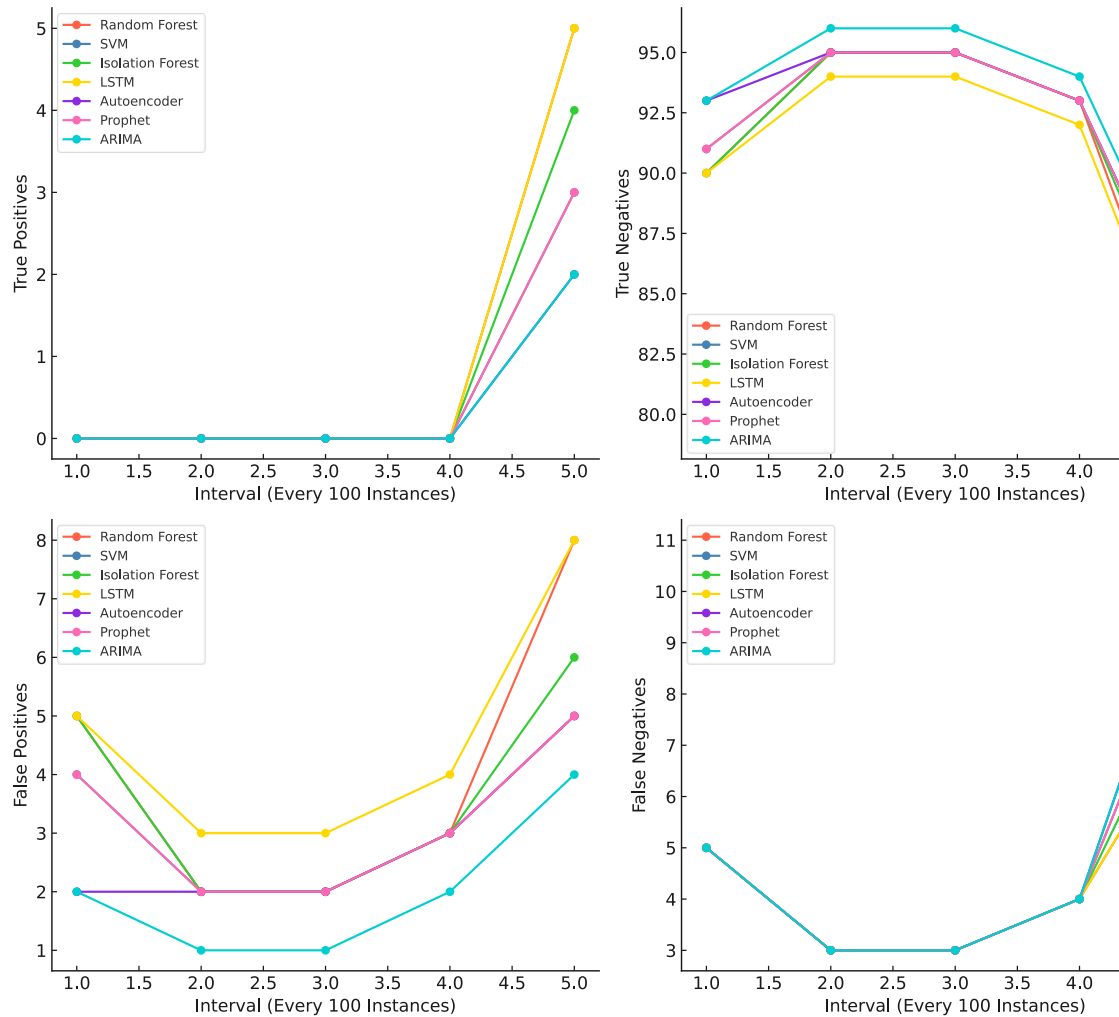 5
4
3
2
1
0
True Positives
Random Forest
SVM
Isolation Forest
LSTM
Autoencoder
Prophet
ARIMA
1.0 1.5 2.0 2.5 3.0 3.5 4.0 4.5 5.0
Interval (Every 100 Instances)
95.0
92.5
90.0
87.5
85.0
82.5
80.0
True Negatives
Random Forest
SVM
Isolation Forest
LSTM
Autoencoder
Prophet
ARIMA
1.0 1.5 2.0 2.5 3.0 3.5 4.0
Interval (Every 100 Instances)
8
7
6
5
4
3
2
1
False Positives
Random Forest
SVM
Isolation Forest
LSTM
Autoencoder
Prophet
ARIMA
1.0 1.5 2.0 2.5 3.0 3.5 4.0 4.5 5.0
Interval (Every 100 Instances)
11
10
9
8
7
6
5
4
3
False Negatives
Random Forest
SVM
Isolation Forest
LSTM
Autoencoder
Prophet
ARIMA
1.0 1.5 2.0 2.5 3.0 3.5 4.0
Interval (Every 100 Instances)